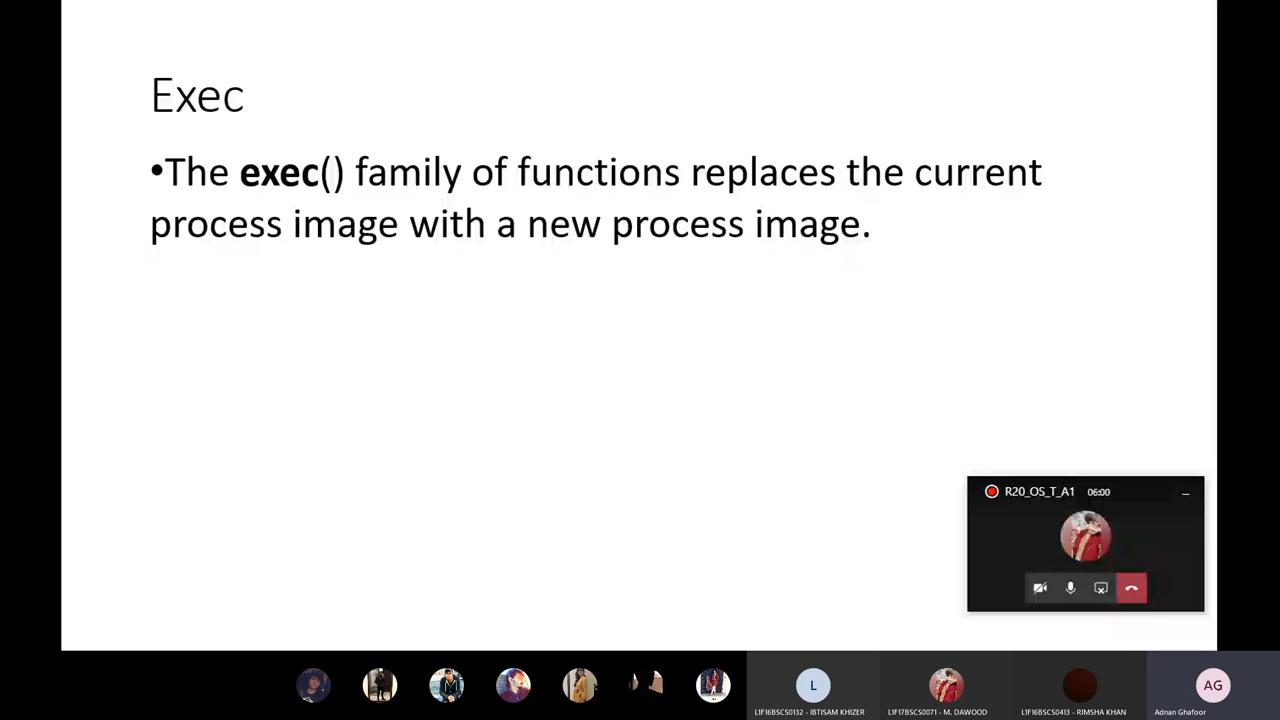 Exec
•The exec() family of functions replaces the current
process image with a new process image.
R20_OS_T_A1 06:00
L
AG
L1F16BSCS0132 - IBTISAM KHIZER
L1F17BSCS0071 - M. DAWOOD
L1F16BSCS0413 - RIMSHA KHAN
Adnan Ghafoor